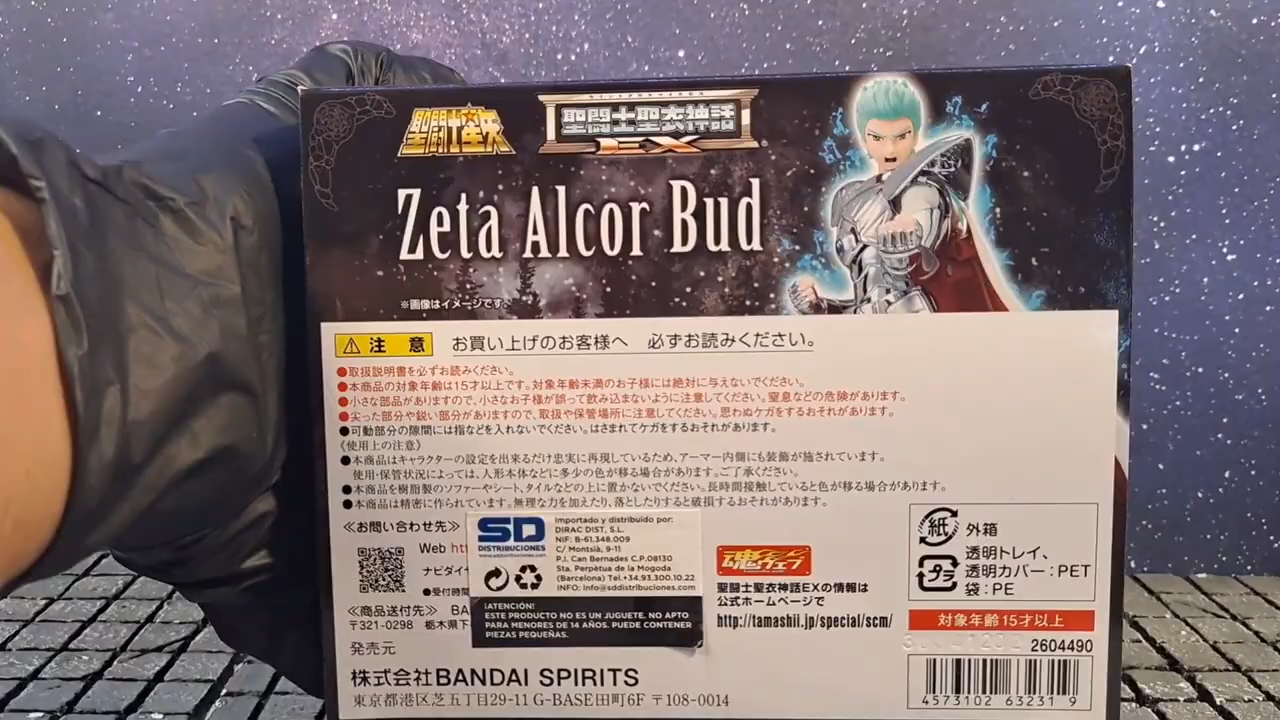 聖闘士星矢
聖闘士聖衣神話
EX
Zeta Alcor Bud
※画像はイメージです。
注 意 お買い上げのお客様へ 必ずお読みください。
●取扱説明書を必ずお読みください。
●本商品の対象年齢は15才以上です。対象年齢未満のお子様には絶対に与えないでください。
●小さな部品がありますので、小さなお子様が誤って飲み込まないように注意してください。窒息などの危険があります。
●尖った部分や鋭い部分がありますので、取扱や保管場所に注意してください。思わぬケガをするおそれがあります。
●可動部分の隙間には指などを入れないでください。はさまれてケガをするおそれがあります。
《使用上の注意》
●本商品はキャラクターの設定を出来るだけ忠実に再現しているため、アーマー内側にも装飾が施されています。
使用・保管状況によっては、人形本体などに多少の色が移る場合があります。ご了承ください。
●本商品を樹脂製のソファーやシート、タイルなどの上に置かないでください。長時間接触していると色が移る場合があります。
●本商品は精密に作られています。無理な力を加えたり、落としたりすると破損するおそれがあります。
≪お問い合わせ先≫
Web
ナビダイ
●受付時間
≪商品送付先≫ BA
〒321-0298 栃木県下
発売元
株式会社BANDAI SPIRITS
東京都港区芝五丁目29-11 G-BASE田町6F 〒108-0014
SD
DISTRIBUCIONES
www.sddistribuciones.com
Importado y distribuido por:
DIRAC DIST, S.L.
NIF: B-61.348.009
C/ Montsià, 9-11
P.I. Can Bernades C.P.08130
Sta. Perpètua de la Mogoda
(Barcelona) Tel.+34.93.300.10.22
INFO: info@sddistribuciones.com
¡ATENCIÓN!
ESTE PRODUCTO NO ES UN JUGUETE. NO APTO
PARA MENORES DE 14 AÑOS. PUEDE CONTENER
PIEZAS PEQUEÑAS.
魂ウェブ
聖闘士聖衣神話EXの情報は
公式ホームページで
http://tamashii.jp/special/scm/
紙 外箱
プラ 透明トレイ、
透明カバー：PET
袋：PE
対象年齢15才以上
2604490
4573102 63231 9